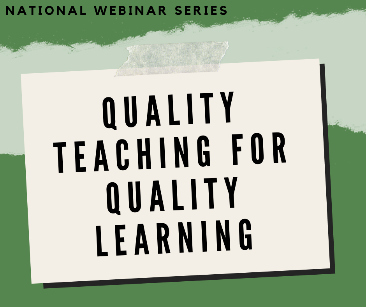 NATIONAL WEBINAR SERIES
QUALITY
TEACHING FOR
QUALITY
LEARNING